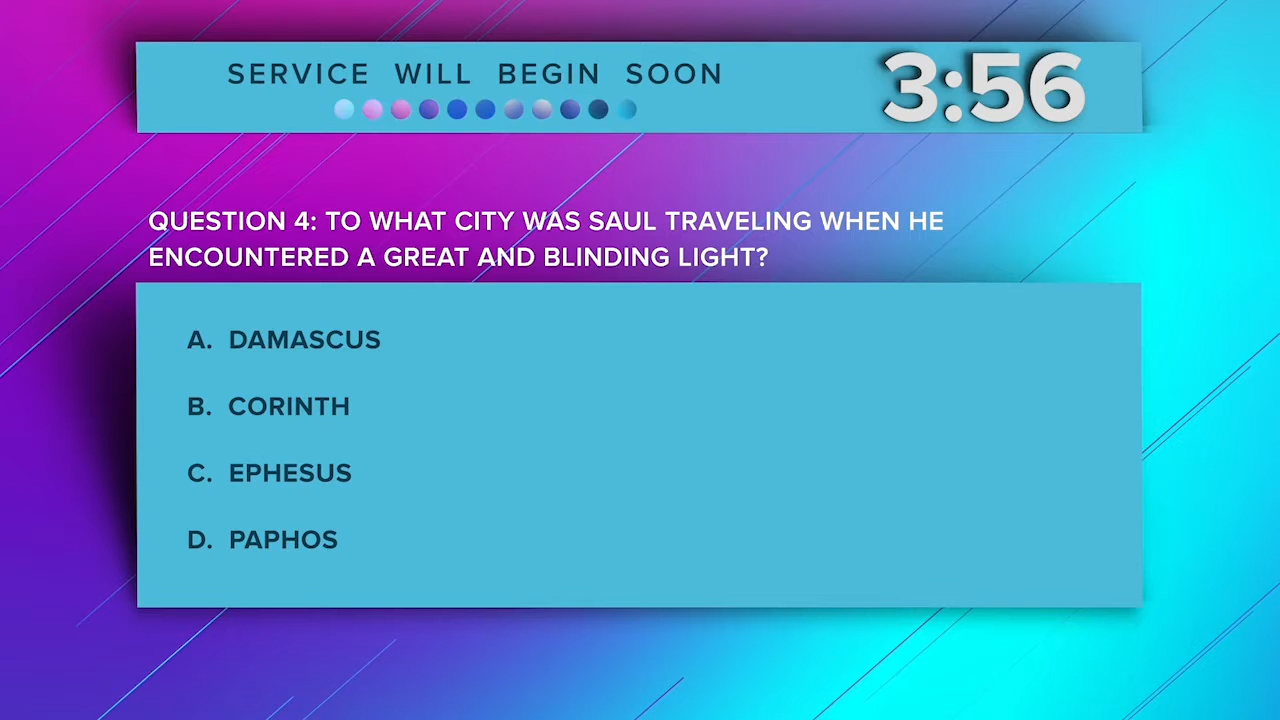 SERVICE WILL BEGIN SOON
3:56
QUESTION 4: TO WHAT CITY WAS SAUL TRAVELING WHEN HE
ENCOUNTERED A GREAT AND BLINDING LIGHT?
A. DAMASCUS
B. CORINTH
C. EPHESUS
D. PAPHOS